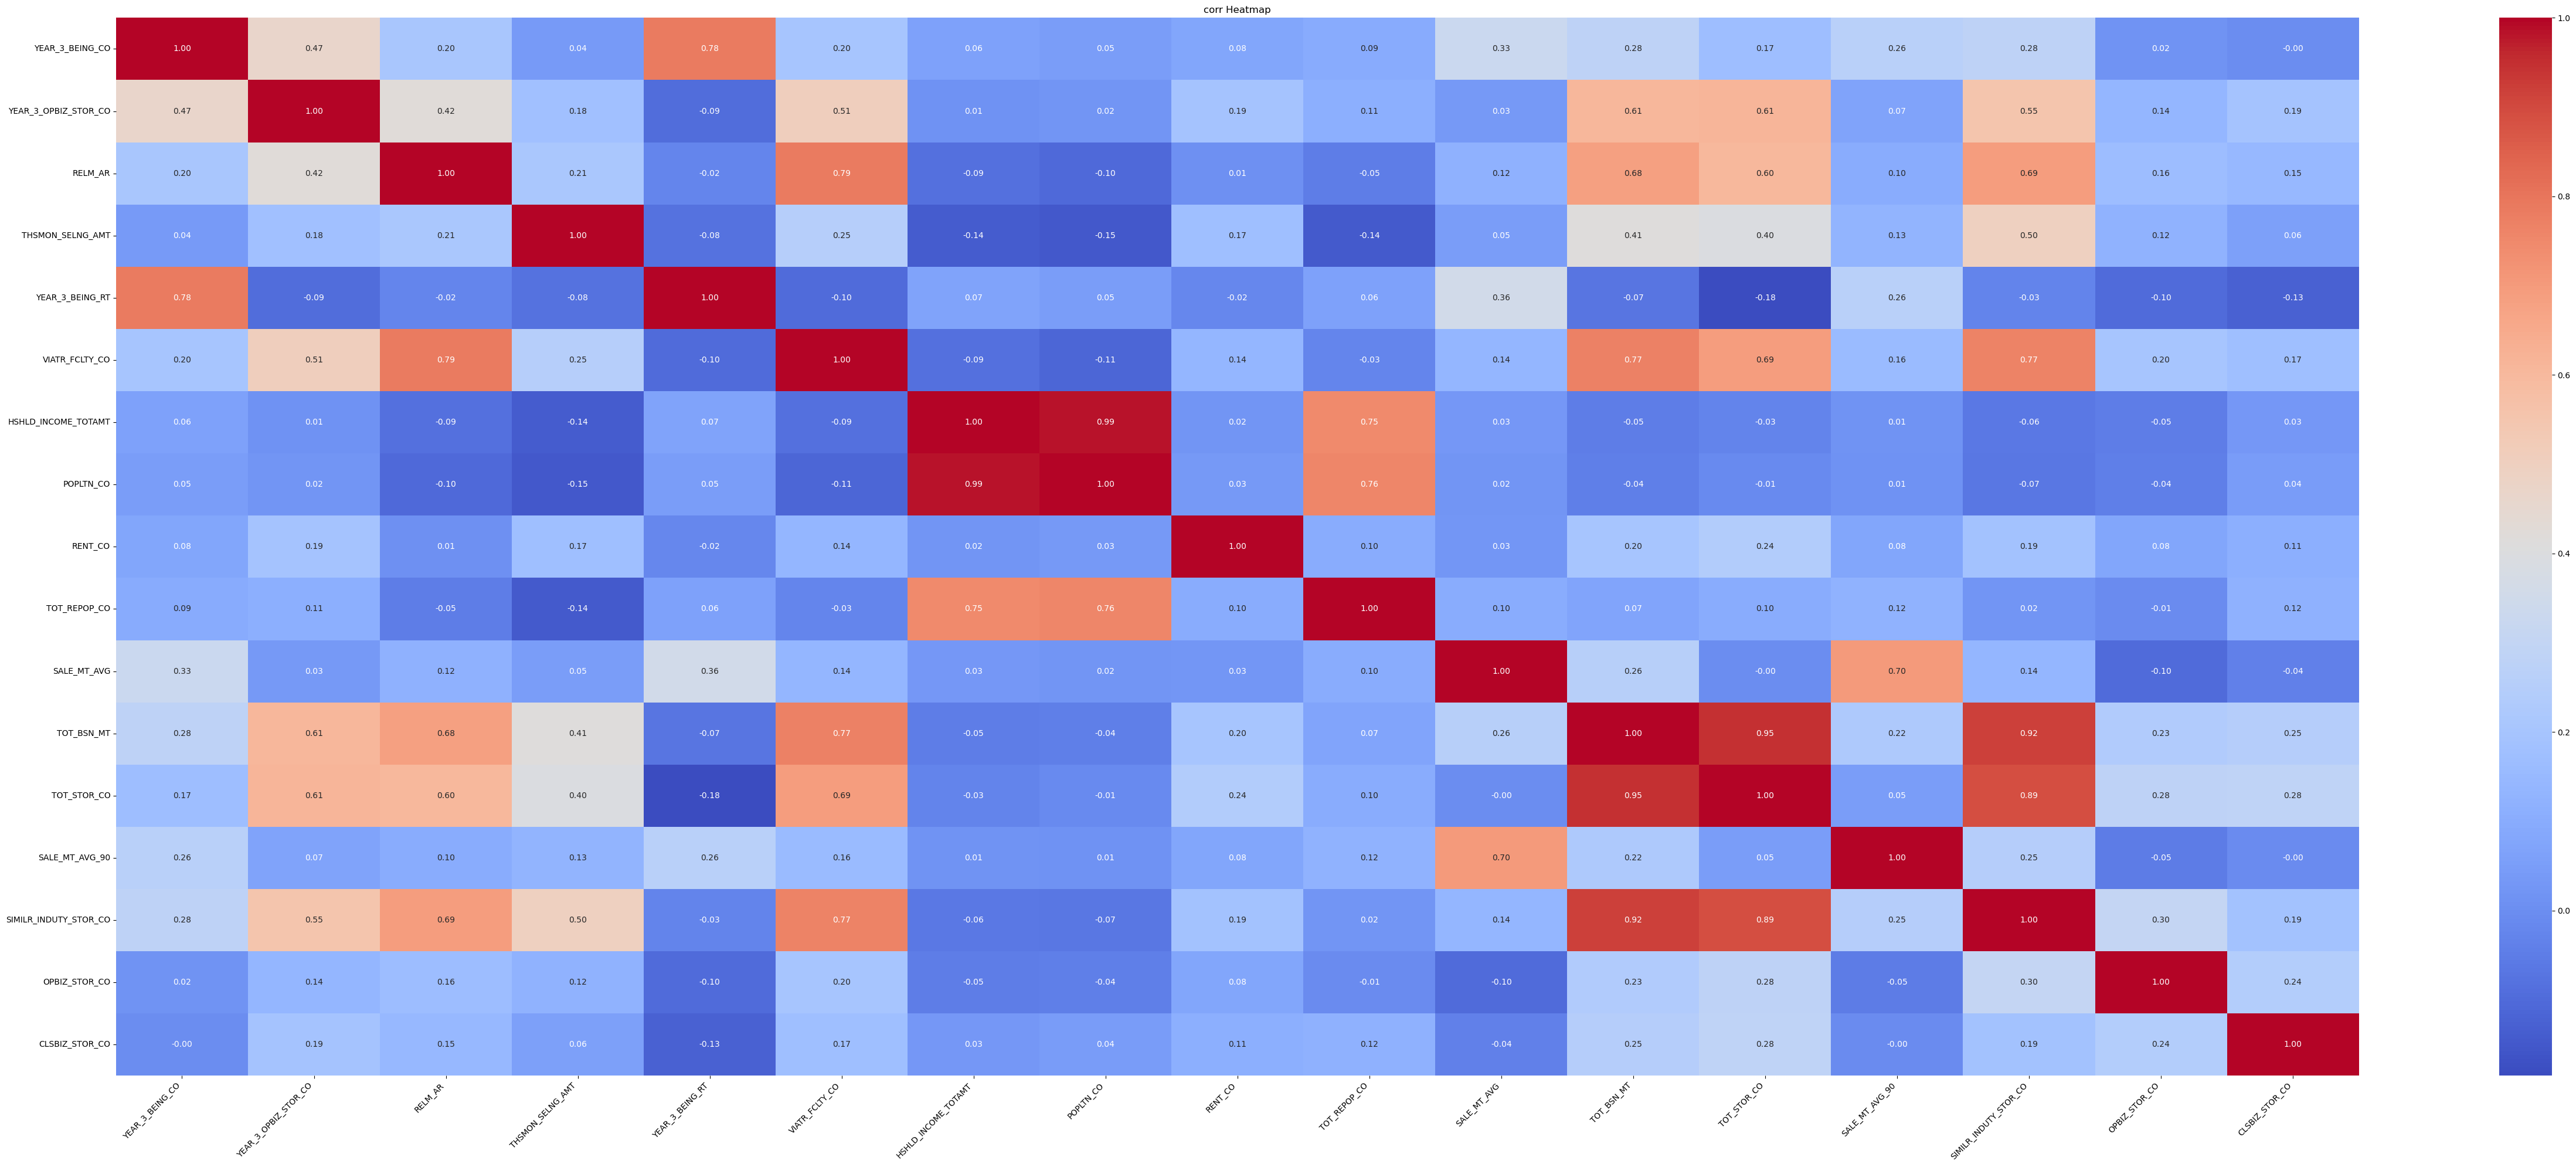 corr Heatmap
YEAR_3_BEING_CO 1.00 0.47 0.20 0.04 0.78 0.20 0.06 0.05 0.08 0.09 0.33 0.28 0.17 0.26 0.28 0.02 -0.00
YEAR_3_OPBIZ_STOR_CO 0.47 1.00 0.42 0.18 -0.09 0.51 0.01 0.02 0.19 0.11 0.03 0.61 0.61 0.07 0.55 0.14 0.19
RELM_AR 0.20 0.42 1.00 0.21 -0.02 0.79 -0.09 -0.10 0.01 -0.05 0.12 0.68 0.60 0.10 0.69 0.16 0.15
THSMON_SELNG_AMT 0.04 0.18 0.21 1.00 -0.08 0.25 -0.14 -0.15 0.17 -0.14 0.05 0.41 0.40 0.13 0.50 0.12 0.06
YEAR_3_BEING_RT 0.78 -0.09 -0.02 -0.08 1.00 -0.10 0.07 0.05 -0.02 0.06 0.36 -0.07 -0.18 0.26 -0.03 -0.10 -0.13
VIATR_FCLTY_CO 0.20 0.51 0.79 0.25 -0.10 1.00 -0.09 -0.11 0.14 -0.03 0.14 0.77 0.69 0.16 0.77 0.20 0.17
HSHLD_INCOME_TOTAMT 0.06 0.01 -0.09 -0.14 0.07 -0.09 1.00 0.99 0.02 0.75 0.03 -0.05 -0.03 0.01 -0.06 -0.05 0.03
POPLTN_CO 0.05 0.02 -0.10 -0.15 0.05 -0.11 0.99 1.00 0.03 0.76 0.02 -0.04 -0.01 0.01 -0.07 -0.04 0.04
RENT_CO 0.08 0.19 0.01 0.17 -0.02 0.14 0.02 0.03 1.00 0.10 0.03 0.20 0.24 0.08 0.19 0.08 0.11
TOT_REPOP_CO 0.09 0.11 -0.05 -0.14 0.06 -0.03 0.75 0.76 0.10 1.00 0.10 0.07 0.10 0.12 0.02 -0.01 0.12
SALE_MT_AVG 0.33 0.03 0.12 0.05 0.36 0.14 0.03 0.02 0.03 0.10 1.00 0.26 -0.00 0.70 0.14 -0.10 -0.04
TOT_BSN_MT 0.28 0.61 0.68 0.41 -0.07 0.77 -0.05 -0.04 0.20 0.07 0.26 1.00 0.95 0.22 0.92 0.23 0.25
TOT_STOR_CO 0.17 0.61 0.60 0.40 -0.18 0.69 -0.03 -0.01 0.24 0.10 -0.00 0.95 1.00 0.05 0.89 0.28 0.28
SALE_MT_AVG_90 0.26 0.07 0.10 0.13 0.26 0.16 0.01 0.01 0.08 0.12 0.70 0.22 0.05 1.00 0.25 -0.05 -0.00
SIMILR_INDUTY_STOR_CO 0.28 0.55 0.69 0.50 -0.03 0.77 -0.06 -0.07 0.19 0.02 0.14 0.92 0.89 0.25 1.00 0.30 0.19
OPBIZ_STOR_CO 0.02 0.14 0.16 0.12 -0.10 0.20 -0.05 -0.04 0.08 -0.01 -0.10 0.23 0.28 -0.05 0.30 1.00 0.24
CLSBIZ_STOR_CO -0.00 0.19 0.15 0.06 -0.13 0.17 0.03 0.04 0.11 0.12 -0.04 0.25 0.28 -0.00 0.19 0.24 1.00
YEAR_3_BEING_CO YEAR_3_OPBIZ_STOR_CO RELM_AR THSMON_SELNG_AMT YEAR_3_BEING_RT VIATR_FCLTY_CO HSHLD_INCOME_TOTAMT POPLTN_CO RENT_CO TOT_REPOP_CO SALE_MT_AVG TOT_BSN_MT TOT_STOR_CO SALE_MT_AVG_90 SIMILR_INDUTY_STOR_CO OPBIZ_STOR_CO CLSBIZ_STOR_CO
1.0
0.8
0.6
0.4
0.2
0.0